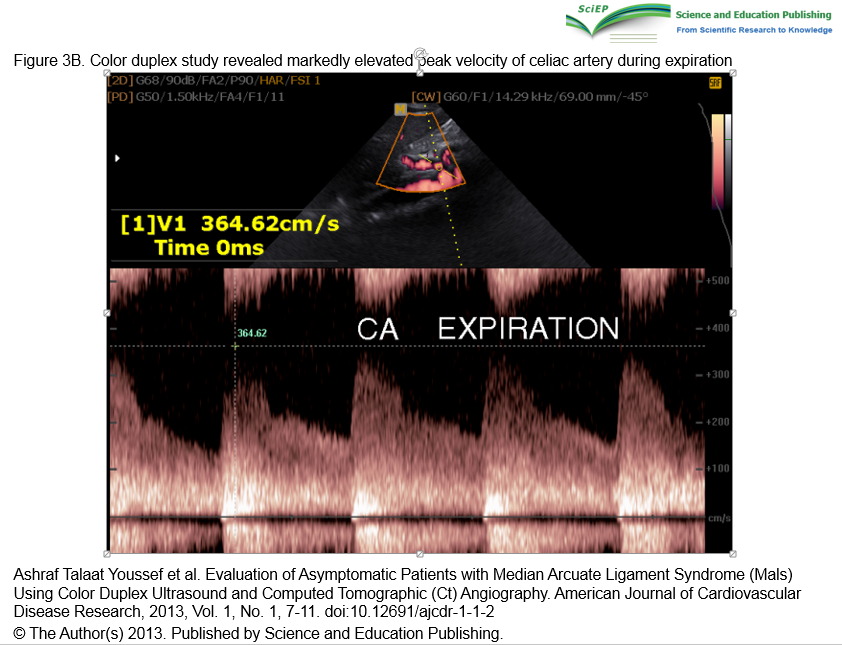 SciEP
Science and Education Publishing
From Scientific Research to Knowledge
Figure 3B. Color duplex study revealed markedly elevated peak velocity of celiac artery during expiration
[2D] G68/90dB/FA2/P90/HAR/FSI 1
[PD] G50/1.50kHz/FA4/F1/11
[CW] G60/F1/14.29 kHz/69.00 mm/-45°
M
[1]V1 364.62cm/s
Time 0ms
+500
364.62
CA EXPIRATION
+400
+300
+200
+100
cm/s
Ashraf Talaat Youssef et al. Evaluation of Asymptomatic Patients with Median Arcuate Ligament Syndrome (Mals)
Using Color Duplex Ultrasound and Computed Tomographic (Ct) Angiography. American Journal of Cardiovascular
Disease Research, 2013, Vol. 1, No. 1, 7-11. doi:10.12691/ajcdr-1-1-2
© The Author(s) 2013. Published by Science and Education Publishing.